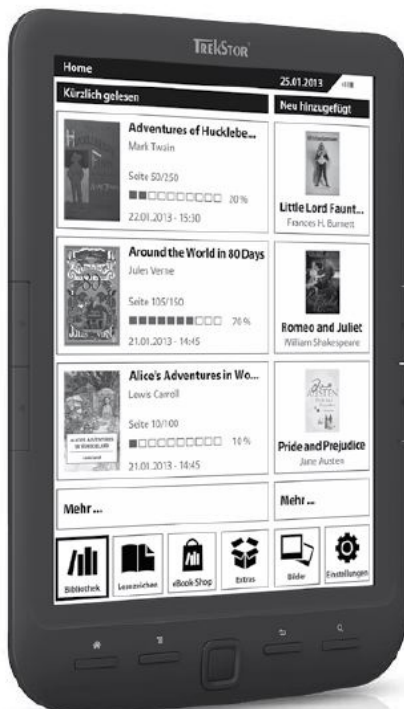 TREKSTOR
Home
25.01.2013
Kürzlich gelesen
Neu hinzugefügt
Adventures of Hucklebe...
Mark Twain
Seite 50/250
20%
22.01.2013 - 15:30
Little Lord Faunt...
Frances H. Burnett
Around the World in 80 Days
Jules Verne
Seite 105/150
70%
21.01.2013 - 14:45
Romeo and Juliet
William Shakespeare
Alice's Adventures in Wo...
Lewis Carroll
Seite 10/100
10%
21.01.2013 - 14:45
AUSTEN
Pride and Prejudice
Jane Austen
Mehr ...
Mehr ...
Bibliothek
Lesezeichen
eBook-Shop
Extras
Bilder
Einstellungen